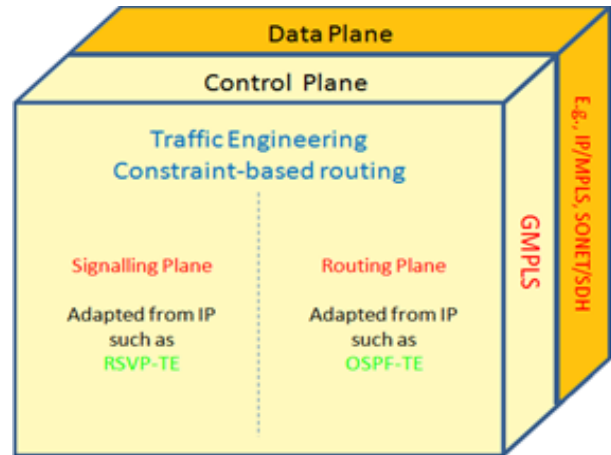 Data Plane
Control Plane
Traffic Engineering
Constraint-based routing
Signalling Plane
Adapted from IP
such as
RSVP-TE
Routing Plane
Adapted from IP
such as
OSPF-TE
GMPLS
E.g., IP/MPLS, SONET/SDH